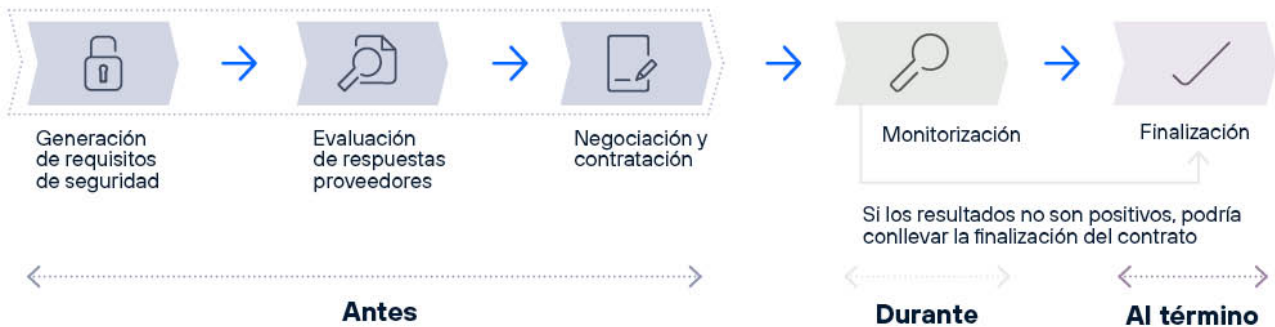 Generación
de requisitos
de seguridad
Evaluación
de respuestas
proveedores
Negociación y
contratación
Monitorización
Finalización
Si los resultados no son positivos, podría
conllevar la finalización del contrato
Antes
Durante
Al término